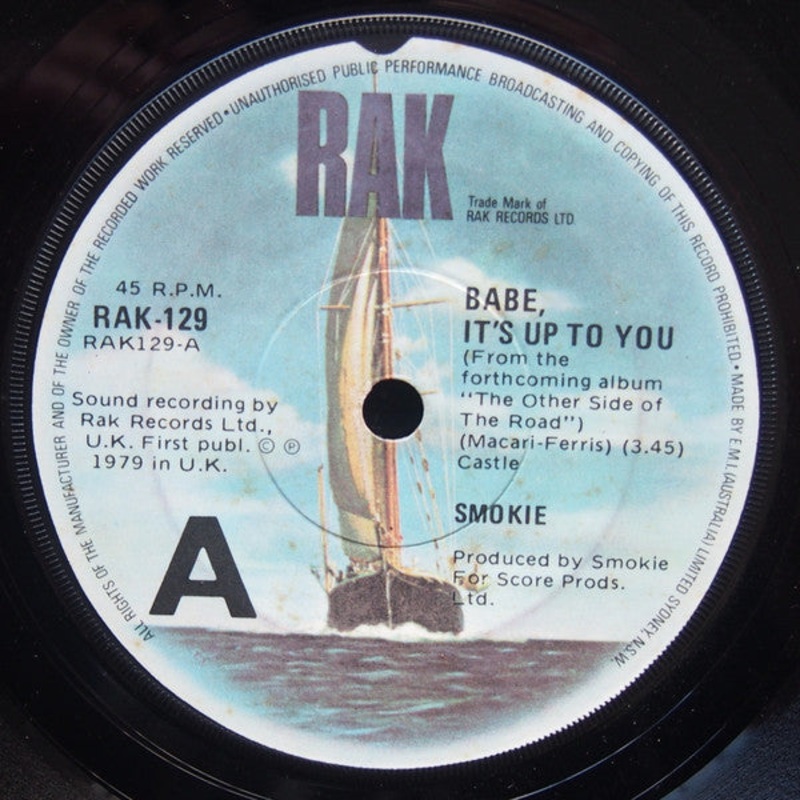 ALL RIGHTS OF THE MANUFACTURER AND OF THE OWNER OF THE RECORDED WORK RESERVED • UNAUTHORISED PUBLIC PERFORMANCE BROADCASTING AND COPYING OF THIS RECORD PROHIBITED. • MADE BY E.M.I. (AUSTRALIA) LIMITED SYDNEY, N.S.W.
RAK
Trade Mark of
RAK RECORDS LTD
45 R.P.M.
RAK-129
RAK129-A
Sound recording by
Rak Records Ltd.,
U.K. First publ. © ℗
1979 in U.K.
A
BABE,
IT'S UP TO YOU
(From the
forthcoming album
"The Other Side of
The Road")
(Macari-Ferris) (3.45)
Castle
SMOKIE
Produced by Smokie
For Score Prods.
Ltd.